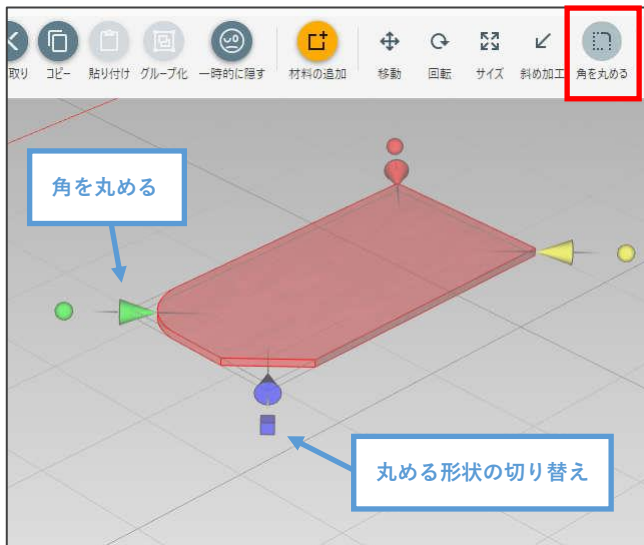 取り コピー 貼り付け グループ化 一時的に隠す 材料の追加 移動 回転 サイズ 斜め加工 角を丸める
角を丸める
丸める形状の切り替え